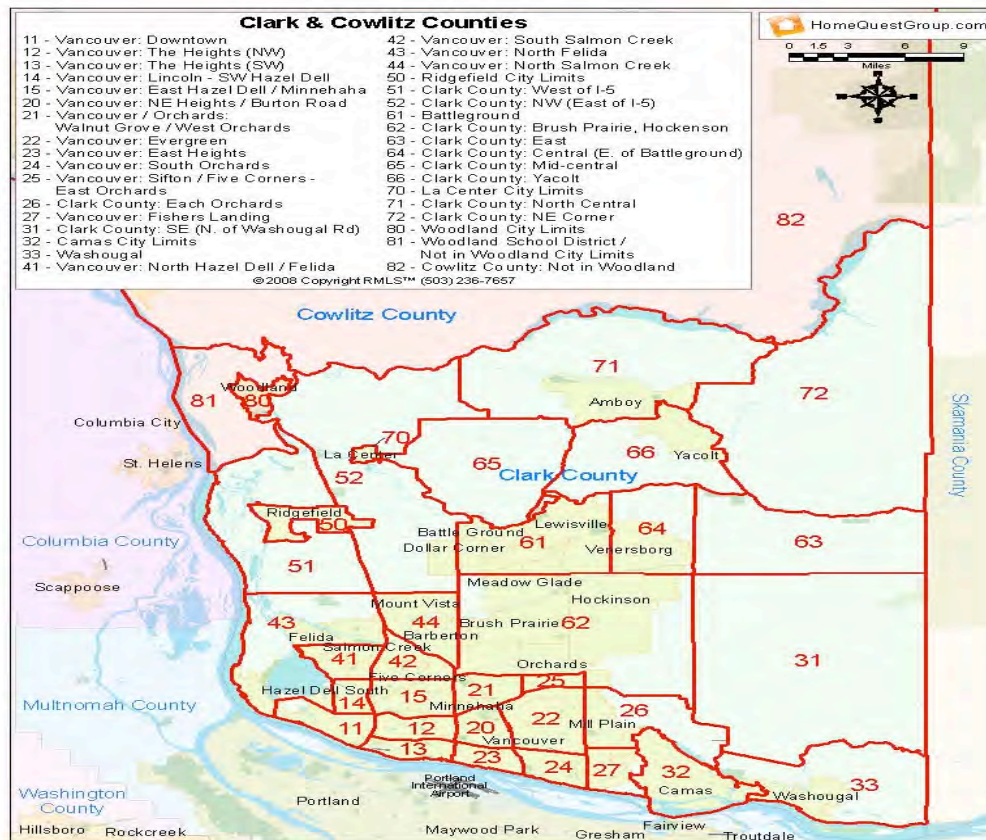 Clark & Cowlitz Counties
11 - Vancouver: Downtown
12 - Vancouver: The Heights (NW)
13 - Vancouver: The Heights (SW)
14 - Vancouver: Lincoln - SW Hazel Dell
15 - Vancouver: East Hazel Dell / Minnehaha
20 - Vancouver: NE Heights / Burton Road
21 - Vancouver / Orchards:
Walnut Grove / West Orchards
22 - Vancouver: Evergreen
23 - Vancouver: East Heights
24 - Vancouver: South Orchards
25 - Vancouver: Sifton / Five Corners -
East Orchards
26 - Clark County: Each Orchards
27 - Vancouver: Fishers Landing
31 - Clark County: SE (N. of Washougal Rd)
32 - Camas City Limits
33 - Washougal
41 - Vancouver: North Hazel Dell / Felida
42 - Vancouver: South Salmon Creek
43 - Vancouver: North Felida
44 - Vancouver: North Salmon Creek
50 - Ridgefield City Limits
51 - Clark County: West of I-5
52 - Clark County: NW (East of I-5)
61 - Battleground
62 - Clark County: Brush Prairie, Hockenson
63 - Clark County: East
64 - Clark County: Central (E. of Battleground)
65 - Clark County: Mid-central
66 - Clark County: Yacolt
70 - La Center City Limits
71 - Clark County: North Central
72 - Clark County: NE Corner
80 - Woodland City Limits
81 - Woodland School District /
Not in Woodland City Limits
82 - Cowlitz County: Not in Woodland
©2008 Copyright RMLS™ (503) 236-7657
HomeQuestGroup.com
0 1.5 3 6 9
Miles
82
Cowlitz County
71
Woodland
81
80
Amboy
72
Skamania County
Columbia City
70
La Center
66
Yacolt
St. Helens
65
Clark County
52
Ridgefield
50
Lewisville
Battle Ground
61
64
63
Columbia County
Dollar Corner
Venersborg
51
Scappoose
Meadow Glade
Mount Vista
Hockinson
43
44
Brush Prairie
62
Felida
Barberton
Salmon Creek
41
42
Orchards
31
Five Corners
25
Hazel Dell South
Multnomah County
14
15
21
Minnehaha
26
22
Mill Plain
11
12
20
Vancouver
13
23
24
27
32
33
Camas
Washougal
Portland
International
Airport
Washington
County
Portland
Fairview
Hillsboro
Rockcreek
Maywood Park
Gresham
Troutdale